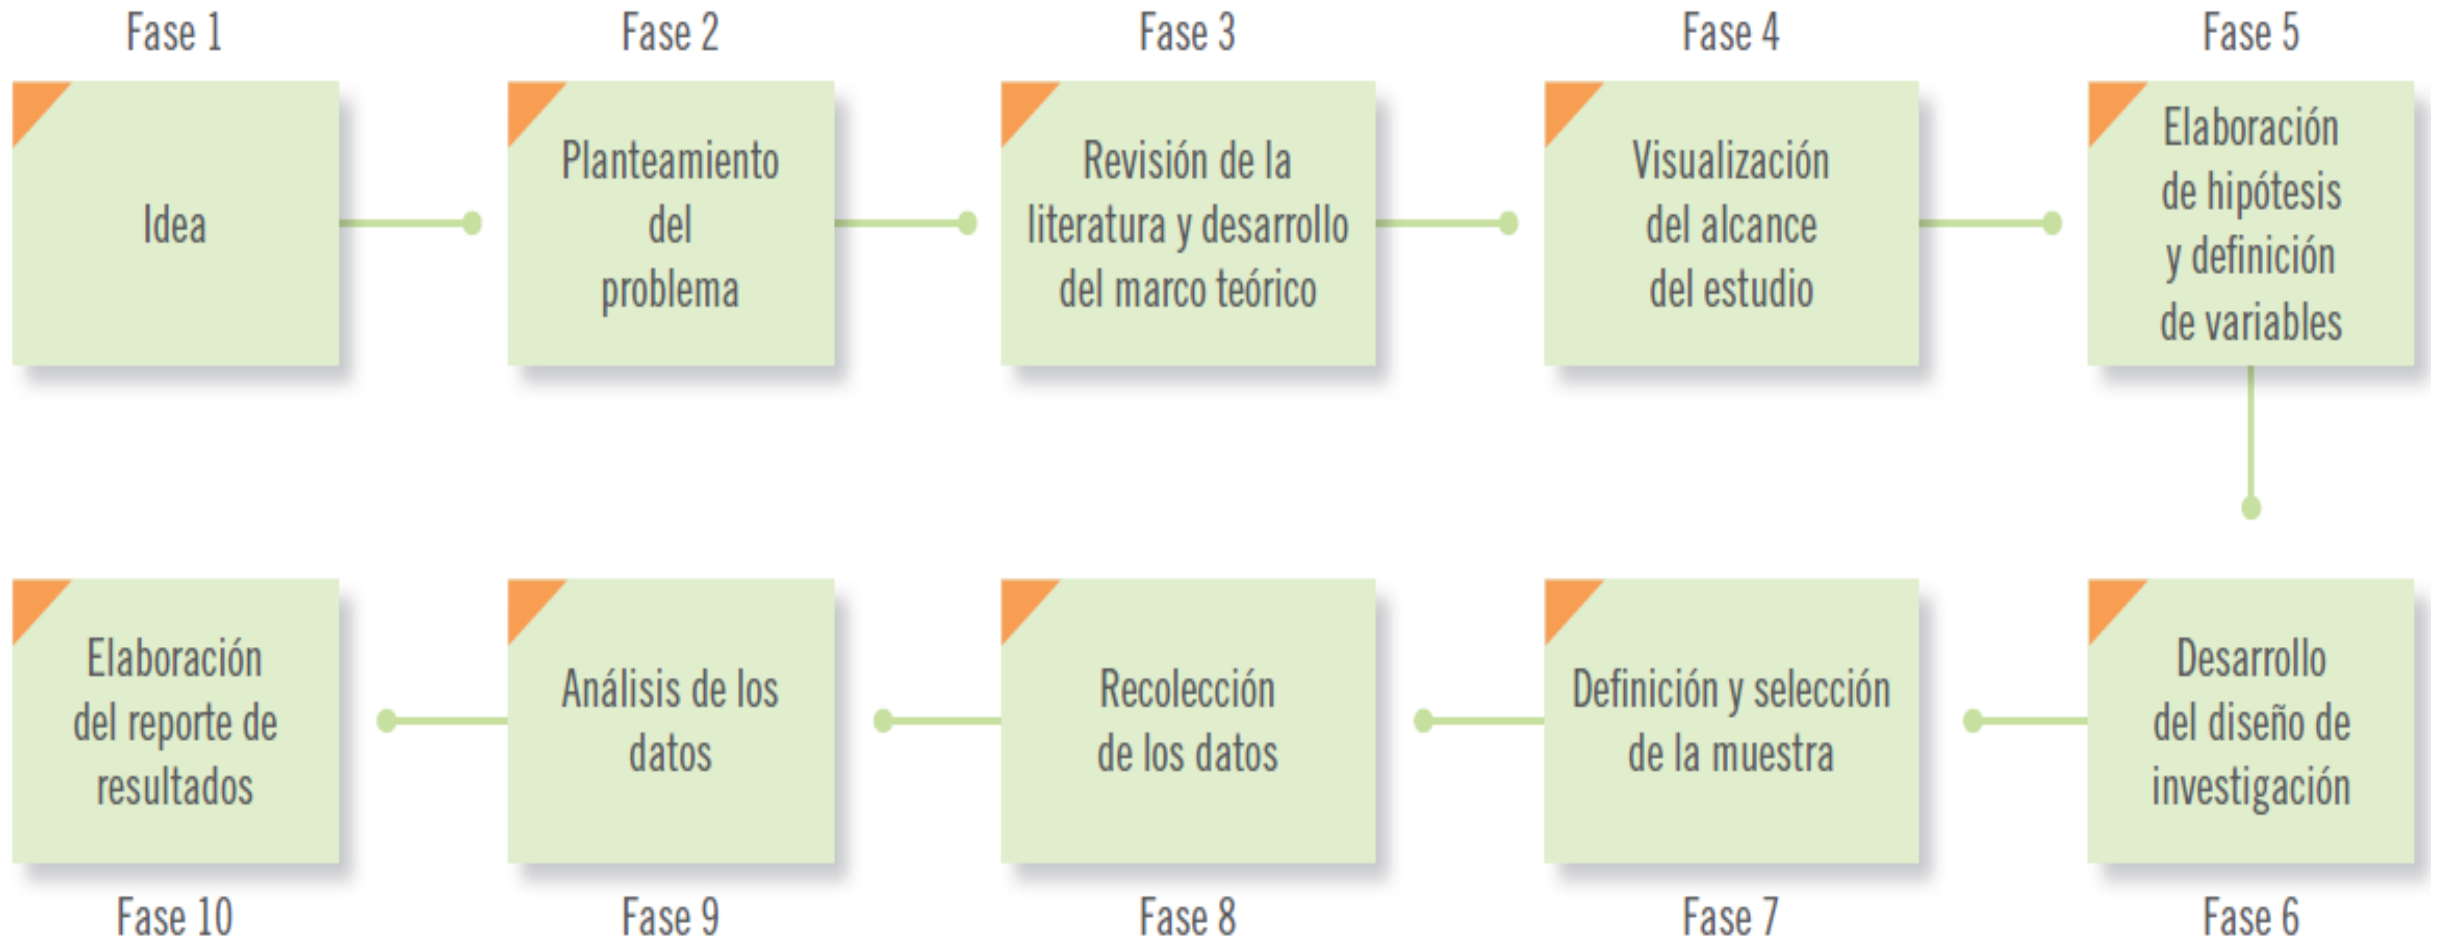 Fase 1
Idea
Fase 2
Planteamiento
del
problema
Fase 3
Revisión de la
literatura y desarrollo
del marco teórico
Fase 4
Visualización
del alcance
del estudio
Fase 5
Elaboración
de hipótesis
y definición
de variables
Desarrollo
del diseño de
investigación
Fase 6
Definición y selección
de la muestra
Fase 7
Recolección
de los datos
Fase 8
Análisis de los
datos
Fase 9
Elaboración
del reporte de
resultados
Fase 10